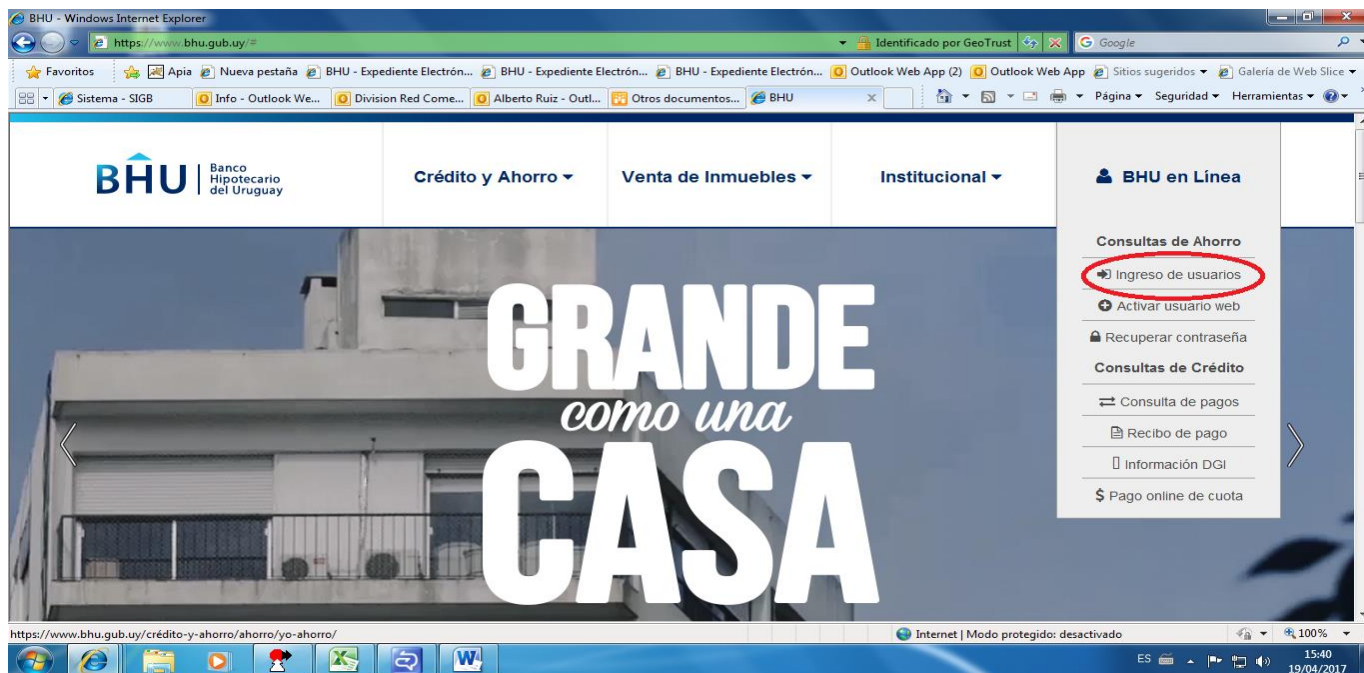 BHU - Windows Internet Explorer
https://www.bhu.gub.uy/#
Identificado por GeoTrust
Google
Favoritos
Apia
Nueva pestaña
BHU - Expediente Electrón...
BHU - Expediente Electrón...
BHU - Expediente Electrón...
Outlook Web App (2)
Outlook Web App
Sitios sugeridos
Galería de Web Slice
Sistema - SIGB
Info - Outlook We...
Division Red Come...
Alberto Ruiz - Outl...
Otros documentos...
BHU
Página
Seguridad
Herramientas
BHU
Banco
Hipotecario
del Uruguay
Crédito y Ahorro
Venta de Inmuebles
Institucional
BHU en Línea
Consultas de Ahorro
Ingreso de usuarios
Activar usuario web
Recuperar contraseña
Consultas de Crédito
Consulta de pagos
Recibo de pago
Información DGI
$ Pago online de cuota
GRANDE
como una
CASA
https://www.bhu.gub.uy/crédito-y-ahorro/ahorro/yo-ahorro/
Internet | Modo protegido: desactivado
100%
ES
15:40
19/04/2017